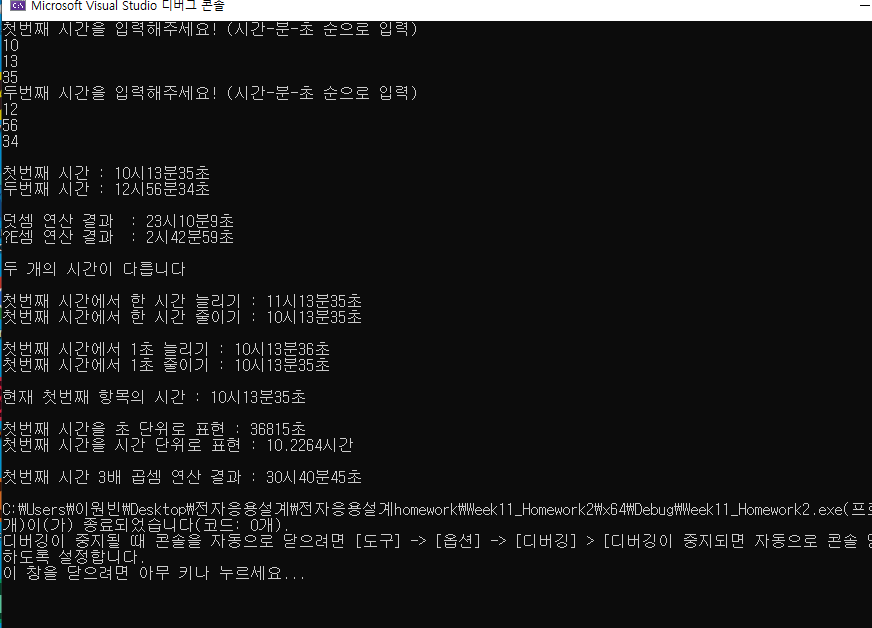 Microsoft Visual Studio 디버그 콘솔
첫번째 시간을 입력해주세요! (시간-분-초 순으로 입력)
10
13
35
두번째 시간을 입력해주세요! (시간-분-초 순으로 입력)
12
56
34
첫번째 시간 : 10시13분35초
두번째 시간 : 12시56분34초
덧셈 연산 결과 : 23시10분9초
?E셈 연산 결과 : 2시42분59초
두 개의 시간이 다릅니다
첫번째 시간에서 한 시간 늘리기 : 11시13분35초
첫번째 시간에서 한 시간 줄이기 : 10시13분35초
첫번째 시간에서 1초 늘리기 : 10시13분36초
첫번째 시간에서 1초 줄이기 : 10시13분35초
현재 첫번째 항목의 시간 : 10시13분35초
첫번째 시간을 초 단위로 표현 : 36815초
첫번째 시간을 시간 단위로 표현 : 10.2264시간
첫번째 시간 3배 곱셈 연산 결과 : 30시40분45초
C:\Users\이원빈\Desktop\전자응용설계\전자응용설계homework\Week11_Homework2\x64\Debug\Week11_Homework2.exe(프
개)이(가) 종료되었습니다(코드: 0개).
디버깅이 중지될 때 콘솔을 자동으로 닫으려면 [도구] -> [옵션] -> [디버깅] > [디버깅이 중지되면 자동으로 콘솔
하도록 설정합니다.
이 창을 닫으려면 아무 키나 누르세요...